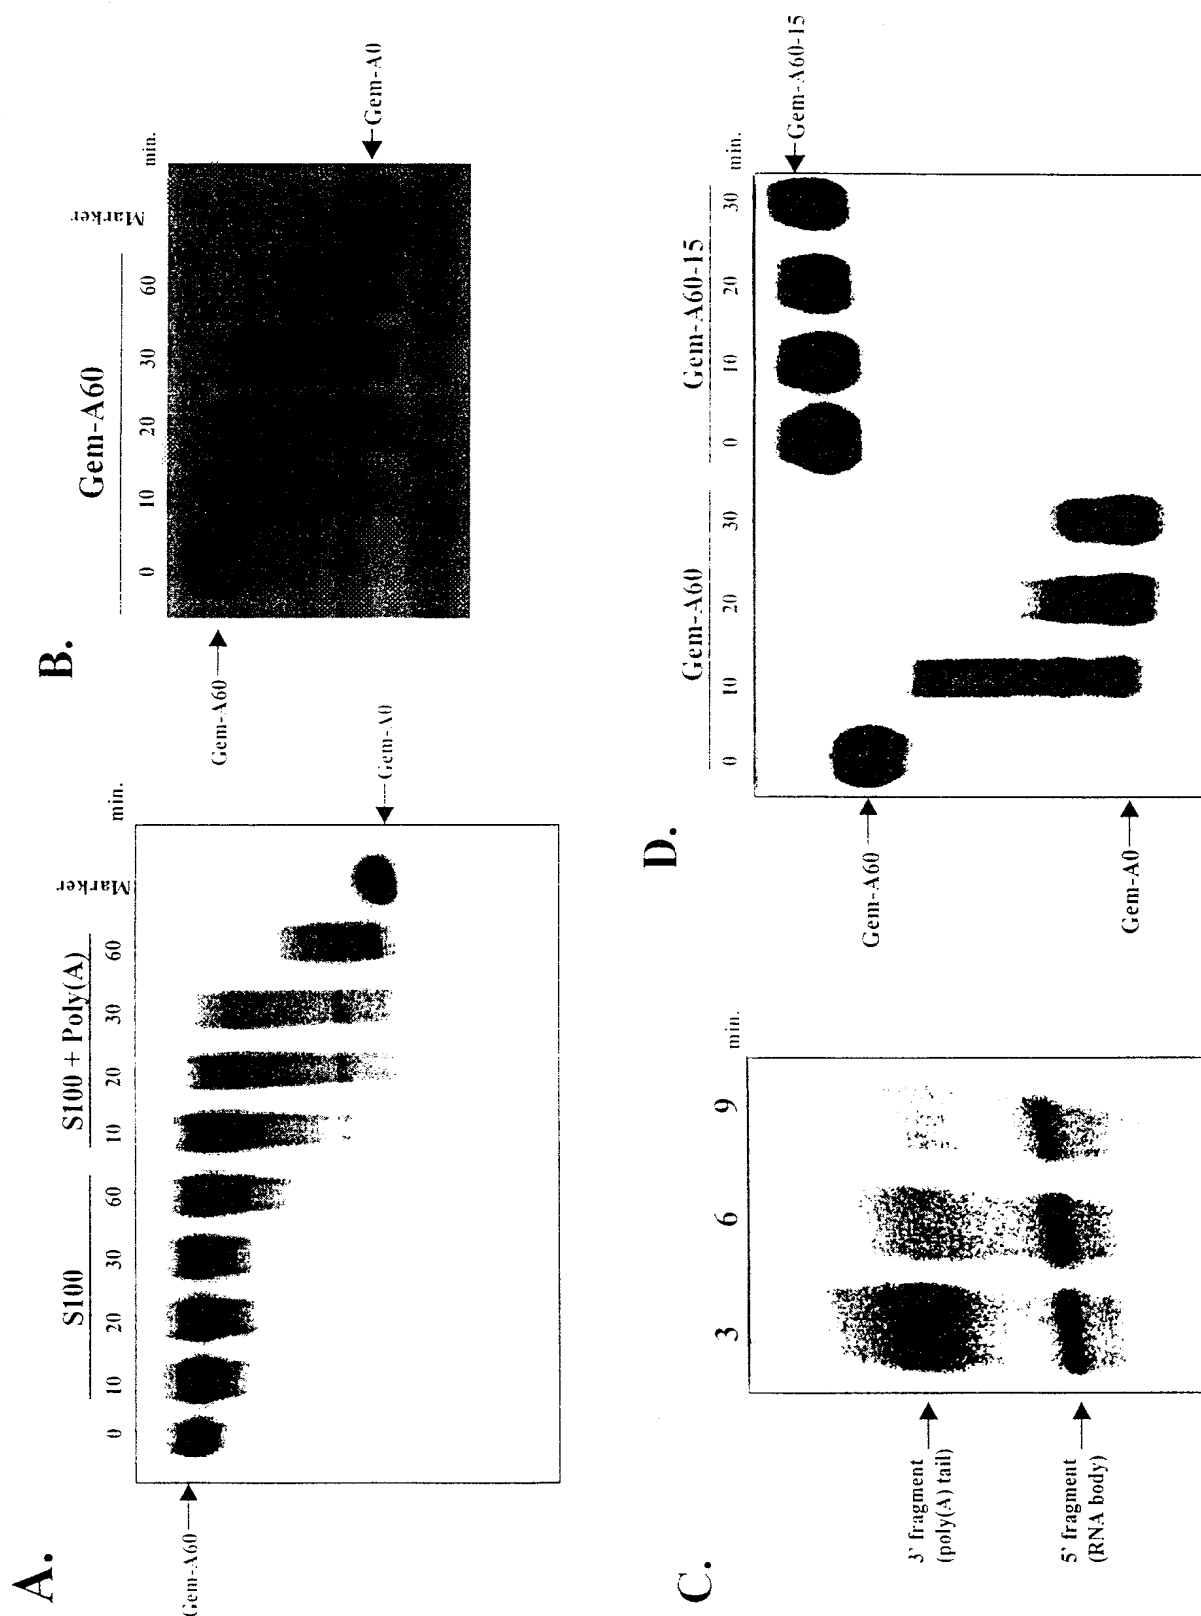 A.
S100
S100 + Poly(A)
0
10
20
30
60
10
20
30
60
Marker
min.
Gem-A60
Gem-A0
B.
Gem-A60
0
10
20
30
60
Marker
min.
Gem-A60
Gem-A0
C.
3
6
9
min.
3' fragment
(poly(A) tail)
5' fragment
(RNA body)
D.
Gem-A60
Gem-A60-15
0
10
20
30
0
10
20
30
min.
Gem-A60
Gem-A60-15
Gem-A0